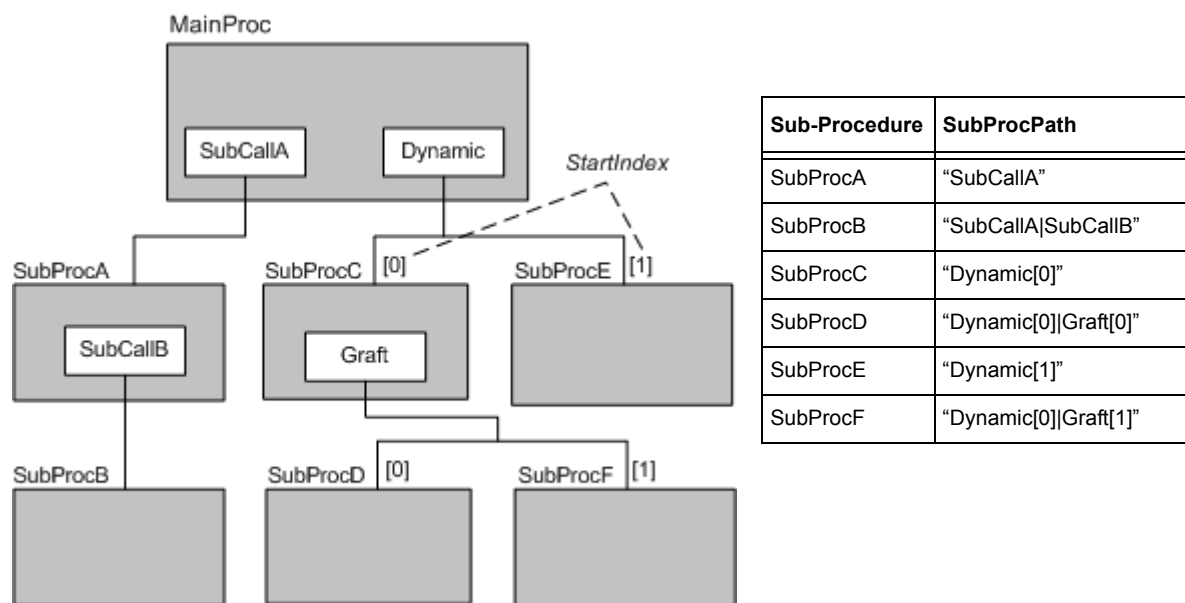 MainProc
SubCallA
Dynamic
StartIndex
SubProcA
SubProcC
[0]
SubProcE
[1]
SubCallB
Graft
SubProcB
SubProcD
[0]
SubProcF
[1]
Sub-Procedure SubProcPath
SubProcA “SubCallA”
SubProcB “SubCallA|SubCallB”
SubProcC “Dynamic[0]”
SubProcD “Dynamic[0]|Graft[0]”
SubProcE “Dynamic[1]”
SubProcF “Dynamic[0]|Graft[1]”